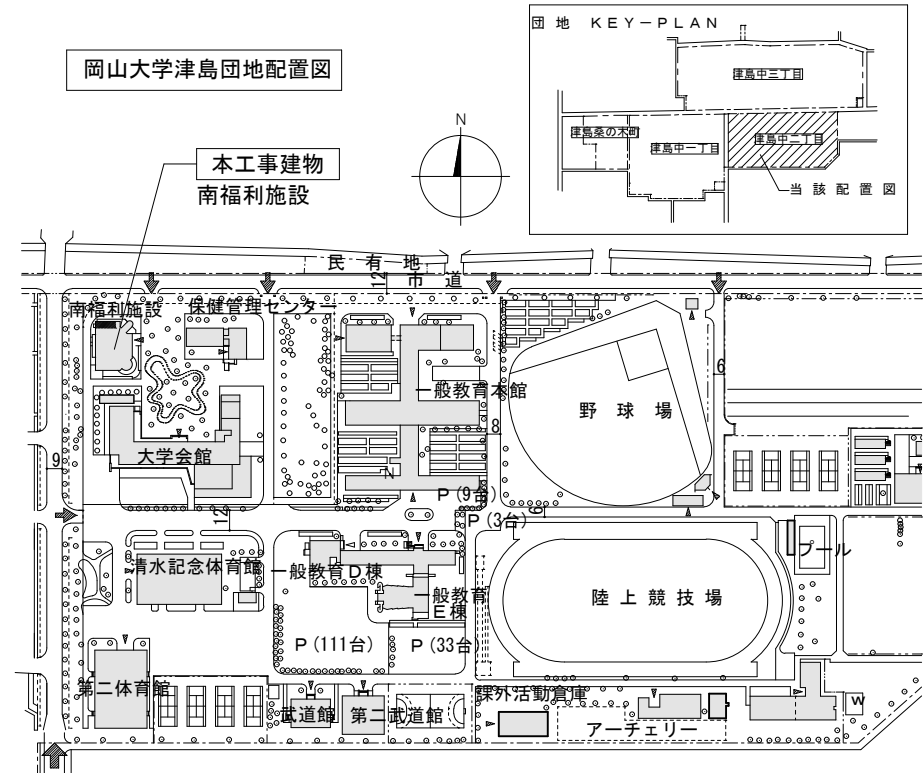 団地 KEY-PLAN
岡山大学津島団地配置図
津島中三丁目
津島桑の木町
津島中一丁目
津島中二丁目
当該配置図
N
本工事建物
南福利施設
民有地
12
市道
南福利施設
保健管理センター
6
一般教育本館
野球場
8
9
大学会館
N
P(9台)
P(3台)
12
6
プール
清水記念体育館
一般教育D棟
一般教育
E棟
陸上競技場
P(111台)
P(33台)
第二体育館
武道館
第二武道館
課外活動倉庫
アーチェリー
W